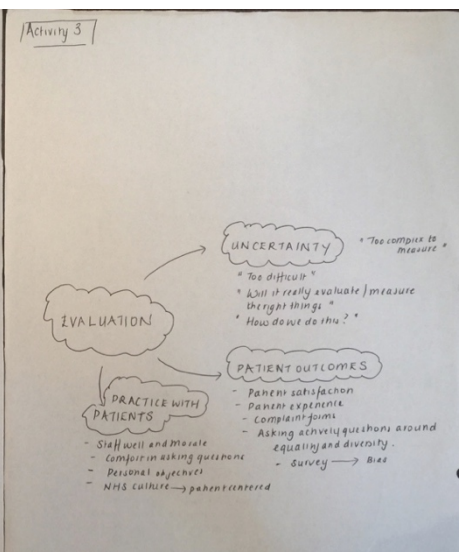 Activity 3
UNCERTAINTY
" Too complex to
measure "
" Too difficult "
" Will it really evaluate / measure
the right things "
" How do we do this? "
EVALUATION
PATIENT OUTCOMES
- Patient satisfaction
- Patient experience
- Complaint forms
- Asking actively questions around
equality and diversity.
- Survey → Bias
PRACTICE WITH
PATIENTS
- Staff well and morale
- Comfort in asking questions
- Personal objectives
- NHS culture → patient centered